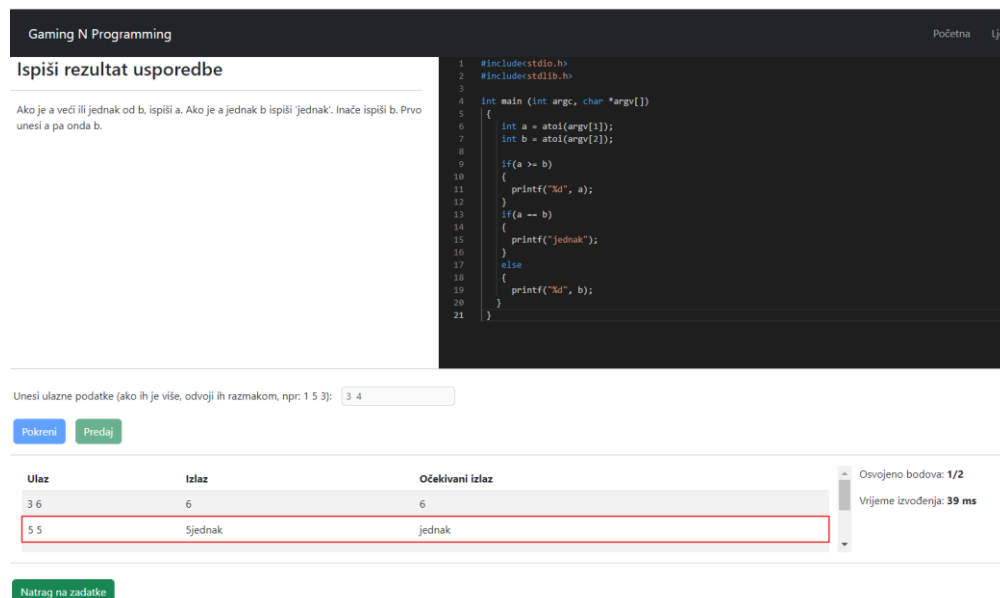 Gaming N Programming
Početna
Lj
Ispiši rezultat usporedbe
Ako je a veći ili jednak od b, ispiši a. Ako je a jednak b ispiši 'jednak'. Inače ispiši b. Prvo
unesi a pa onda b.
1 #include<stdio.h>
2 #include<stdlib.h>
3
4 int main (int argc, char *argv[])
5 {
6 int a = atoi(argv[1]);
7 int b = atoi(argv[2]);
8
9 if(a >= b)
10 {
11 printf("%d", a);
12 }
13 if(a == b)
14 {
15 printf("jednak");
16 }
17 else
18 {
19 printf("%d", b);
20 }
21 }
Unesi ulazne podatke (ako ih je više, odvoji ih razmakom, npr: 1 5 3): 3 4
Pokreni Predaj
Ulaz Izlaz Očekivani izlaz
3 6 6 6
5 5 5jednak jednak
Osvojeno bodova: 1/2
Vrijeme izvođenja: 39 ms
Natrag na zadatke